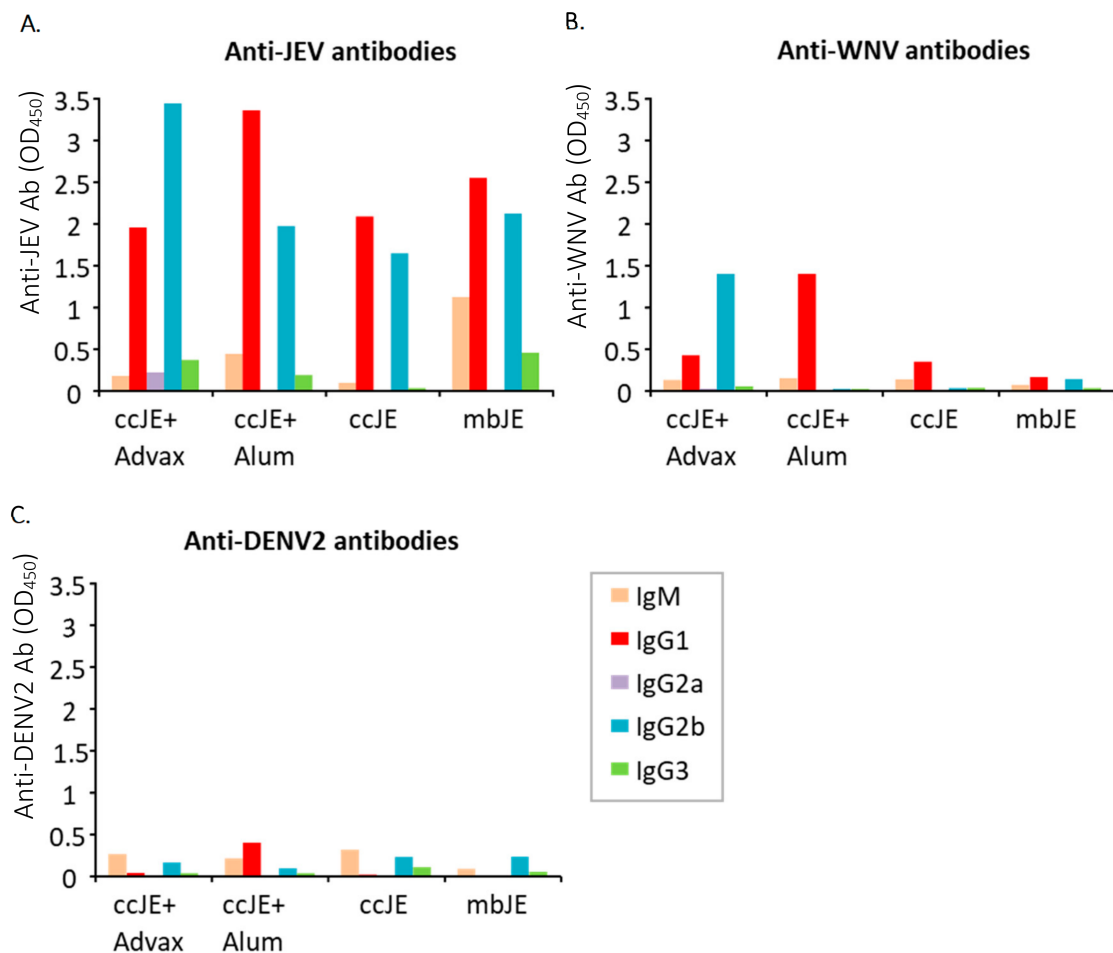 A.
Anti-JEV antibodies
Anti-JEV Ab (OD450)
3.5
3
2.5
2
1.5
1
0.5
0
ccJE+ ccJE+ ccJE mbJE
Advax Alum
B.
Anti-WNV antibodies
Anti-WNV Ab (OD450)
3.5
3
2.5
2
1.5
1
0.5
0
ccJE+ ccJE+ ccJE mbJE
Advax Alum
C.
Anti-DENV2 antibodies
Anti-DENV2 Ab (OD450)
3.5
3
2.5
2
1.5
1
0.5
0
ccJE+ ccJE+ ccJE mbJE
Advax Alum
IgM
IgG1
IgG2a
IgG2b
IgG3